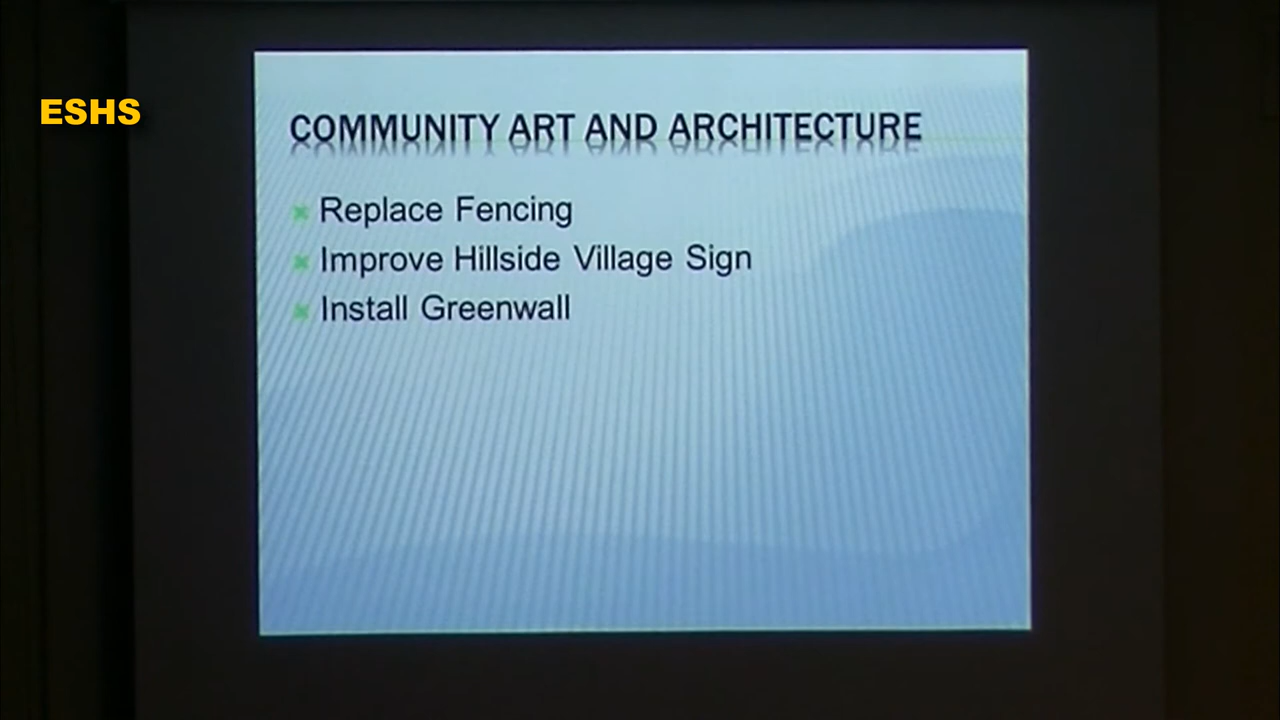 ESHS
COMMUNITY ART AND ARCHITECTURE
Replace Fencing
Improve Hillside Village Sign
Install Greenwall